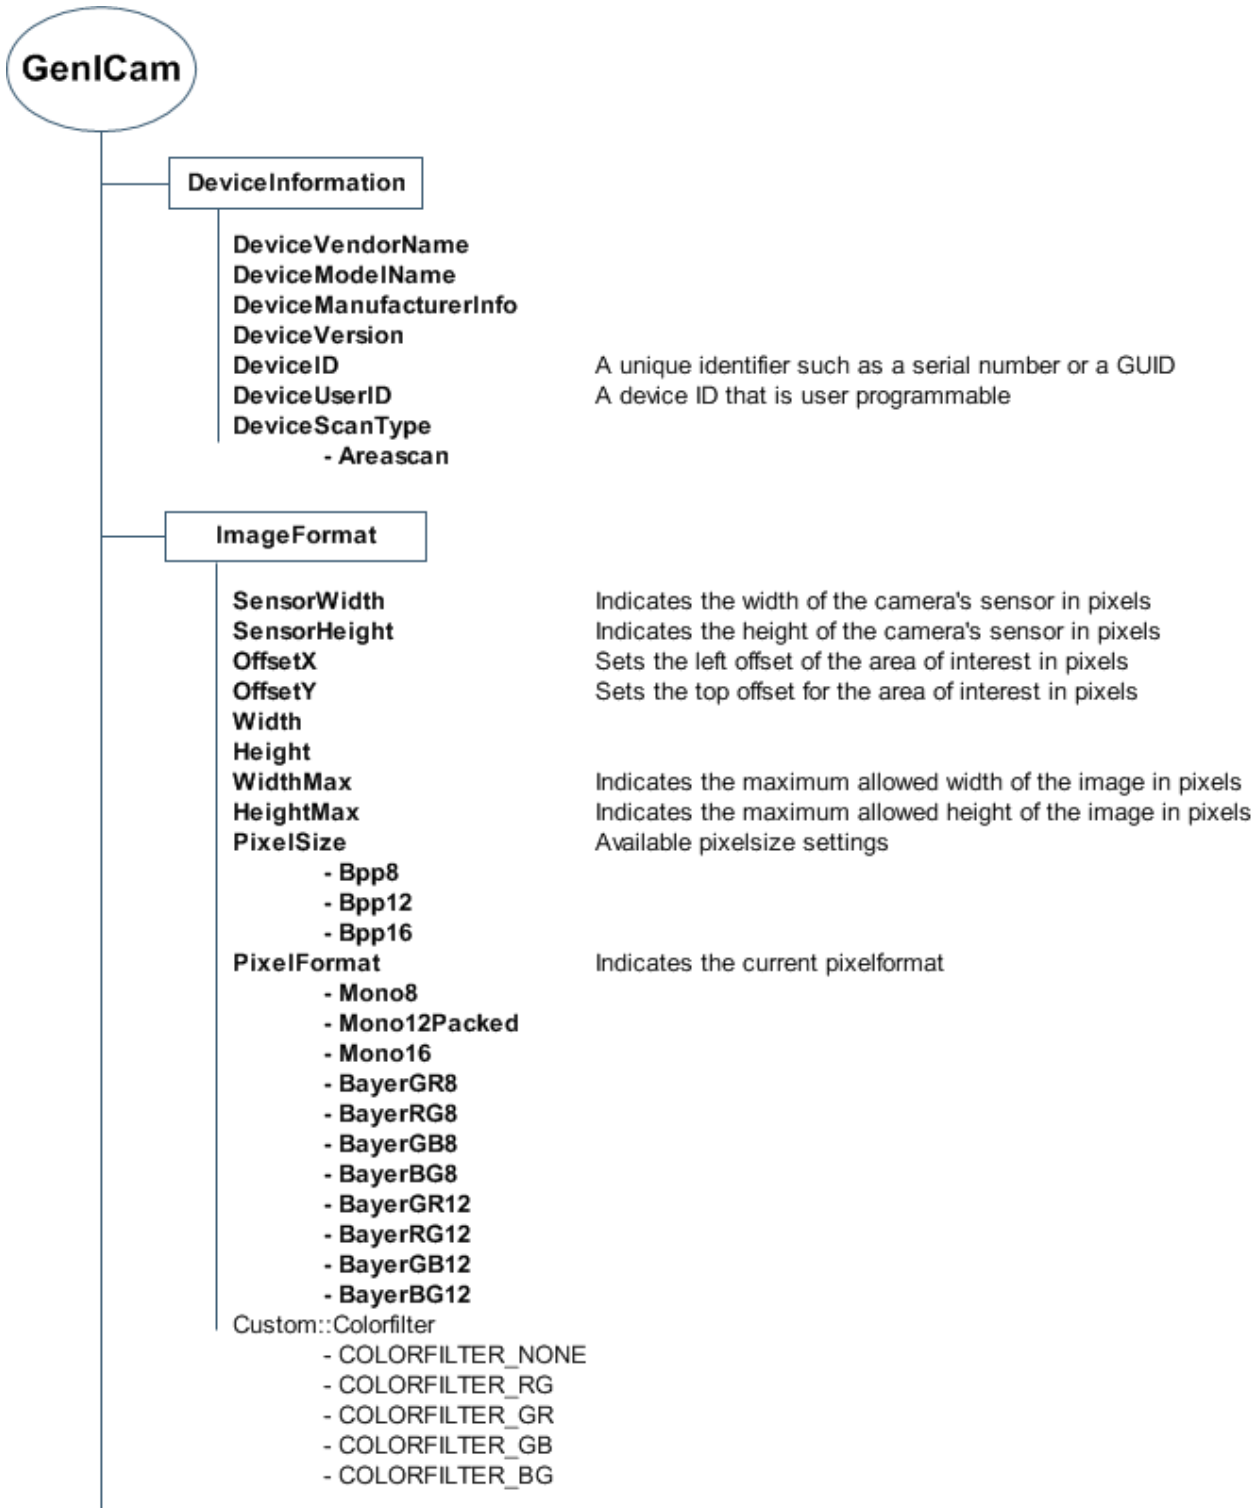 GenICam
DeviceInformation
DeviceVendorName
DeviceModelName
DeviceManufacturerInfo
DeviceVersion
DeviceID A unique identifier such as a serial number or a GUID
DeviceUserID A device ID that is user programmable
DeviceScanType
- Areascan
ImageFormat
SensorWidth Indicates the width of the camera's sensor in pixels
SensorHeight Indicates the height of the camera's sensor in pixels
OffsetX Sets the left offset of the area of interest in pixels
OffsetY Sets the top offset for the area of interest in pixels
Width
Height
WidthMax Indicates the maximum allowed width of the image in pixels
HeightMax Indicates the maximum allowed height of the image in pixels
PixelSize Available pixelsize settings
- Bpp8
- Bpp12
- Bpp16
PixelFormat Indicates the current pixelformat
- Mono8
- Mono12Packed
- Mono16
- BayerGR8
- BayerRG8
- BayerGB8
- BayerBG8
- BayerGR12
- BayerRG12
- BayerGB12
- BayerBG12
Custom::Colorfilter
- COLORFILTER_NONE
- COLORFILTER_RG
- COLORFILTER_GR
- COLORFILTER_GB
- COLORFILTER_BG